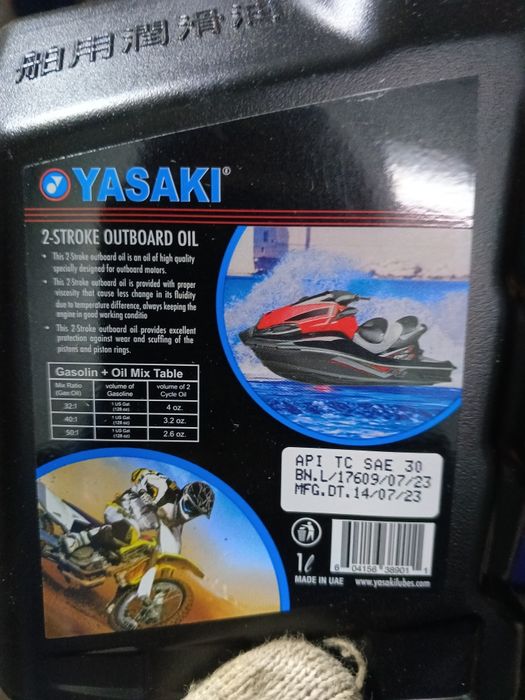 舶用潤滑油
YASAKI®
2-STROKE OUTBOARD OIL
• This 2-Stroke outboard oil is an oil of high quality
specially designed for outboard motors.
• This 2-Stroke outboard oil is provided with proper
viscosity that cause less change in its fluidity
due to temperature difference, always keeping the
engine in good working conditio
• This 2-Stroke outboard oil provides excellent
protection against wear and scuffing of the
pistons and piston rings.
Gasolin + Oil Mix Table
Mix Ratio (Gas:Oil) volume of Gasoline volume of 2 Cycle Oil
32:1 1 US Gal (128 oz) 4 oz.
40:1 1 US Gal (128 oz) 3.2 oz.
50:1 1 US Gal (128 oz) 2.6 oz.
API TC SAE 30
BN.L/17609/07/23
MFG.DT.14/07/23
1ℓ
MADE IN UAE
6 04156 38901 1
www.yasakilubes.com